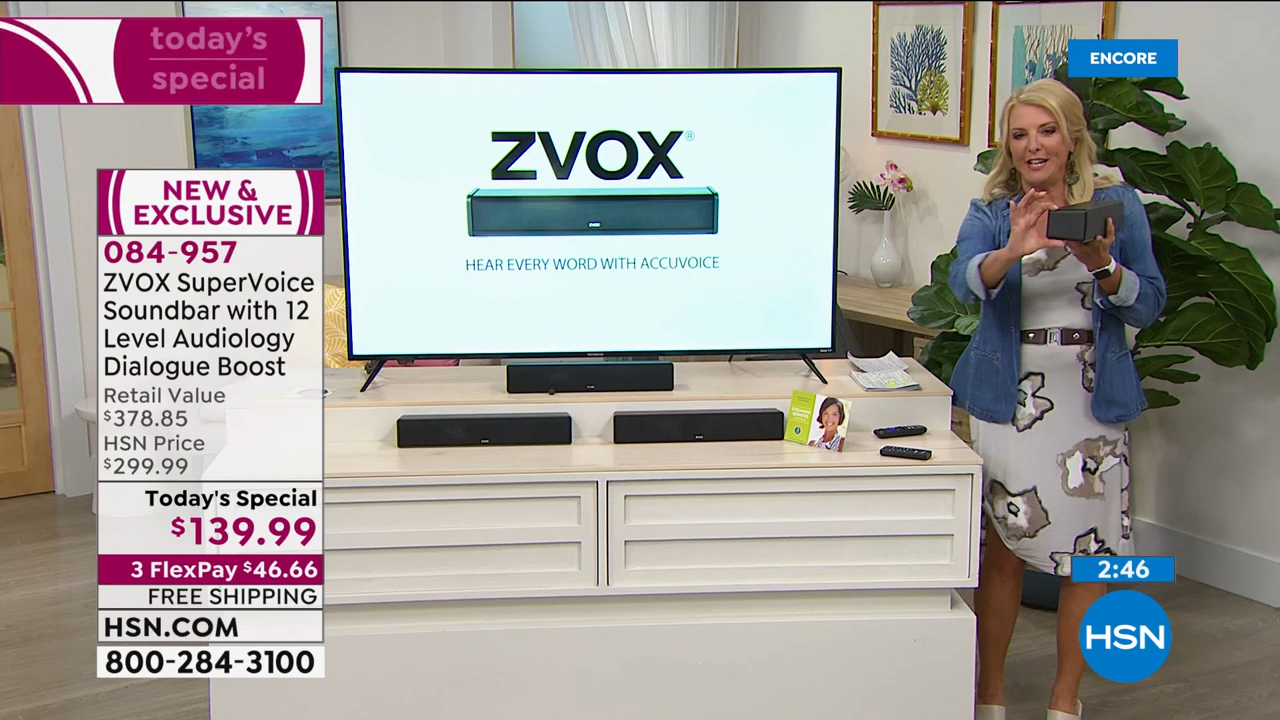 today's
special
ENCORE
NEW &
EXCLUSIVE
084-957
ZVOX SuperVoice
Soundbar with 12
Level Audiology
Dialogue Boost
Retail Value
$378.85
HSN Price
$299.99
Today's Special
$139.99
3 FlexPay $46.66
FREE SHIPPING
HSN.COM
800-284-3100
ZVOX®
ZVOX
HEAR EVERY WORD WITH ACCUVOICE
2:46
HSN